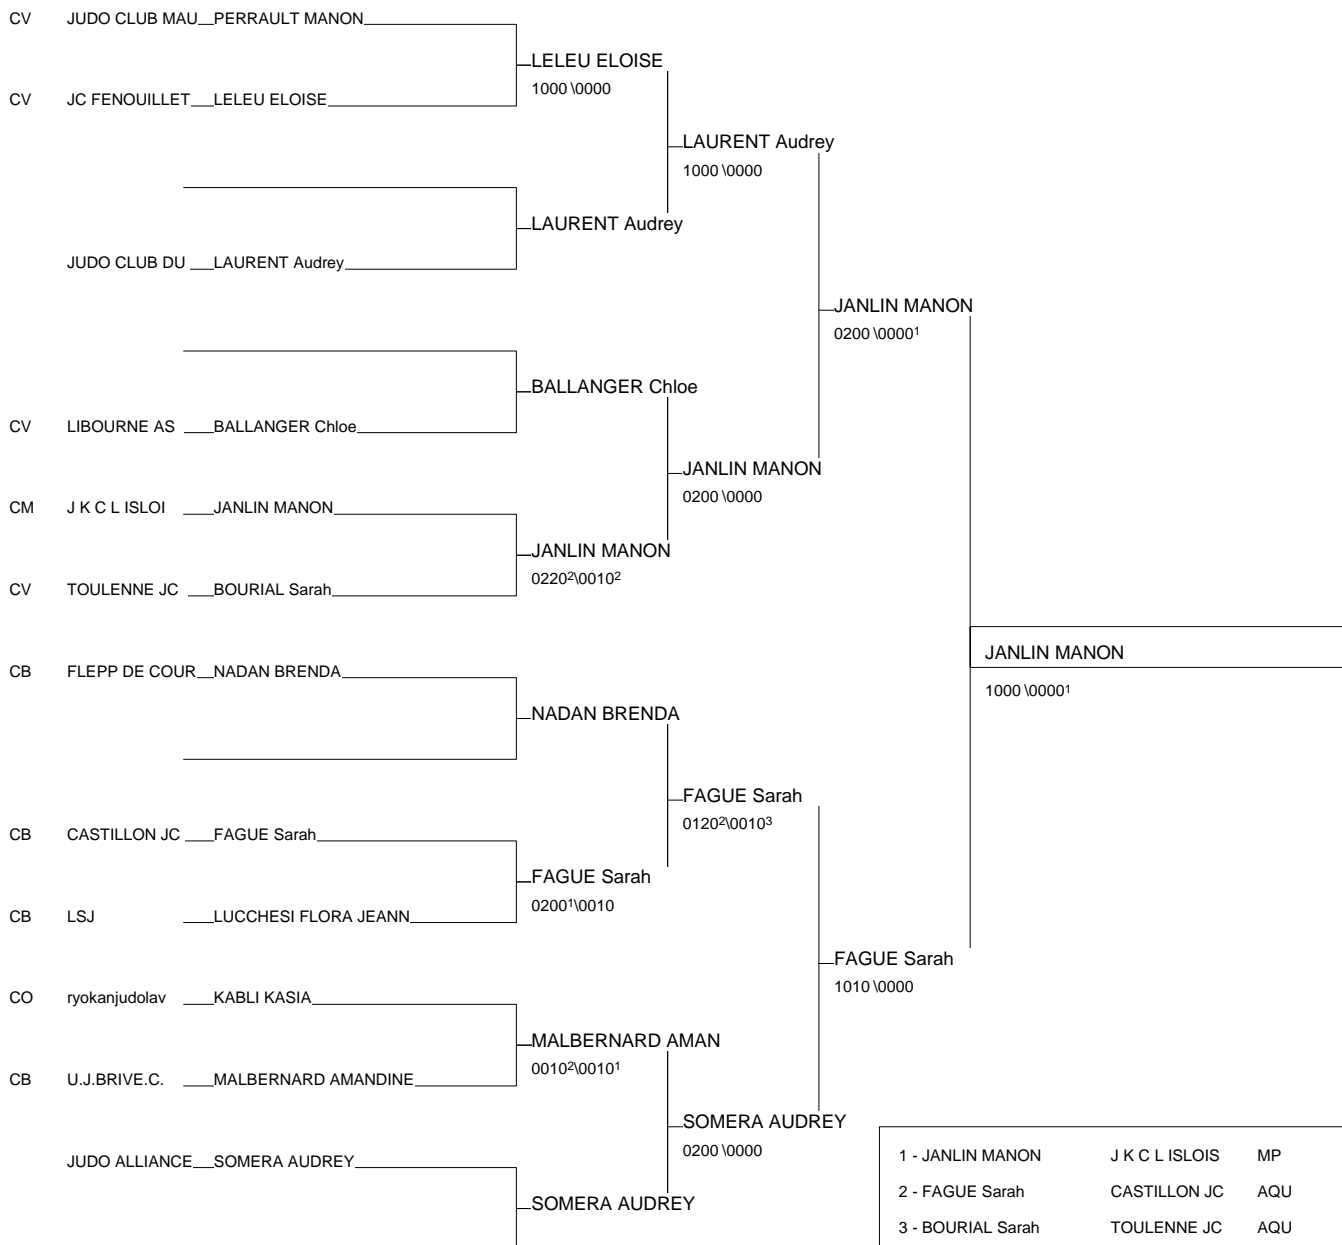 CV JUDO CLUB MAU PERRAULT MANON
LELEU ELOISE
1000 \0000
CV JC FENOUILLET LELEU ELOISE
LAURENT Audrey
1000 \0000
LAURENT Audrey
JUDO CLUB DU LAURENT Audrey
JANLIN MANON
0200 \0000¹
BALLANGER Chloe
CV LIBOURNE AS BALLANGER Chloe
JANLIN MANON
0200 \0000
CM J K C L ISLOI JANLIN MANON
JANLIN MANON
0220²\0010²
CV TOULENNE JC BOURIAL Sarah
JANLIN MANON
1000 \0000¹
CB FLEPP DE COUR NADAN BRENDA
NADAN BRENDA
FAGUE Sarah
0120²\0010³
CB CASTILLON JC FAGUE Sarah
FAGUE Sarah
0200¹\0010
CB LSJ LUCCHESI FLORA JEANN
FAGUE Sarah
1010 \0000
CO ryokanjudolav KABLI KASIA
MALBERNARD AMAN
0010²\0010¹
CB U.J.BRIVE.C. MALBERNARD AMANDINE
SOMERA AUDREY
0200 \0000
JUDO ALLIANCE SOMERA AUDREY
SOMERA AUDREY
1 - JANLIN MANON J K C L ISLOIS MP
2 - FAGUE Sarah CASTILLON JC AQU
3 - BOURIAL Sarah TOULENNE JC AQU